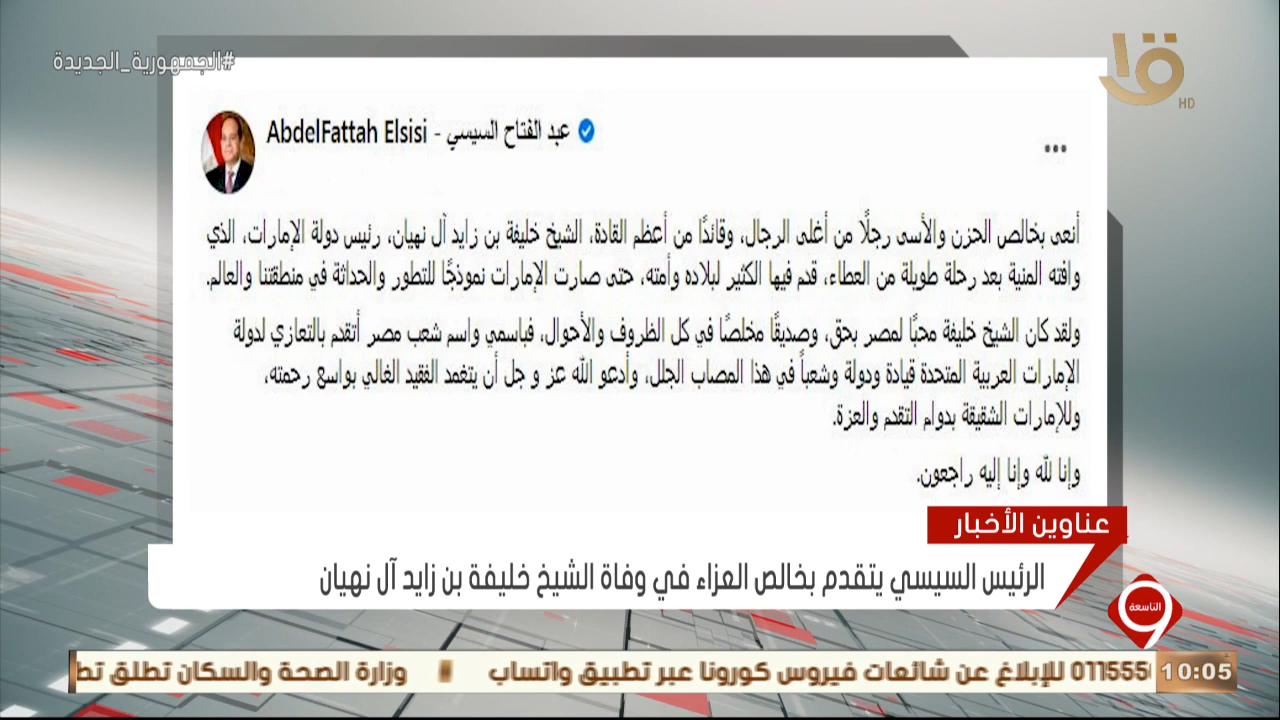 #الجمهورية_الجديدة
HD
AbdelFattah Elsisi - عبد الفتاح السيسي
أنعى بخالص الحزن والأسى رجلًا من أغلى الرجال، وقائدًا من أعظم القادة، الشيخ خليفة بن زايد آل نهيان، رئيس دولة الإمارات، الذي
وافته المنية بعد رحلة طويلة من العطاء، قدم فيها الكثير لبلاده وأمته، حتى صارت الإمارات نموذجًا للتطور والحداثة في منطقتنا والعالم.
ولقد كان الشيخ خليفة محبًا لمصر بحق، وصديقًا مخلصًا في كل الظروف والأحوال، فباسمي واسم شعب مصر أتقدم بالتعازي لدولة
الإمارات العربية المتحدة قيادة ودولة وشعباً في هذا المصاب الجلل، وأدعو الله عز و جل أن يتغمد الفقيد الغالي بواسع رحمته،
وللإمارات الشقيقة بدوام التقدم والعزة.
وإنا لله وإنا إليه راجعون.
عناوين الأخبار
الرئيس السيسي يتقدم بخالص العزاء في وفاة الشيخ خليفة بن زايد آل نهيان
التاسعة
10:05
للإبلاغ عن شائعات فيروس كورونا عبر تطبيق واتساب
وزارة الصحة والسكان تطلق